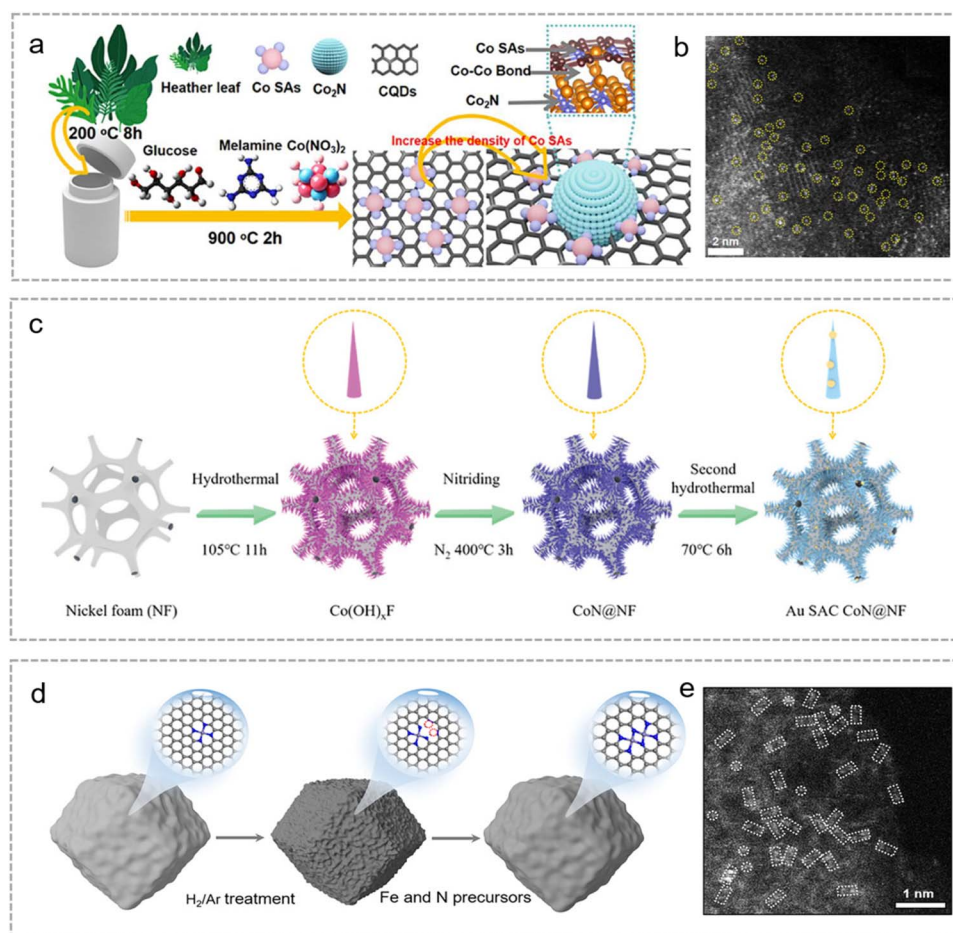 a
Heather leaf
Co SAs
Co₂N
CQDs
Co SAs
Co-Co Bond
Co₂N
200 °C 8h
Glucose
Melamine
Co(NO₃)₂
Increase the density of Co SAs
900 °C 2h
b
2 nm
c
Hydrothermal
105℃ 11h
Nitriding
N₂ 400℃ 3h
Second
hydrothermal
70℃ 6h
Nickel foam (NF)
Co(OH)ₓF
CoN@NF
Au SAC CoN@NF
d
H₂/Ar treatment
Fe and N precursors
e
1 nm